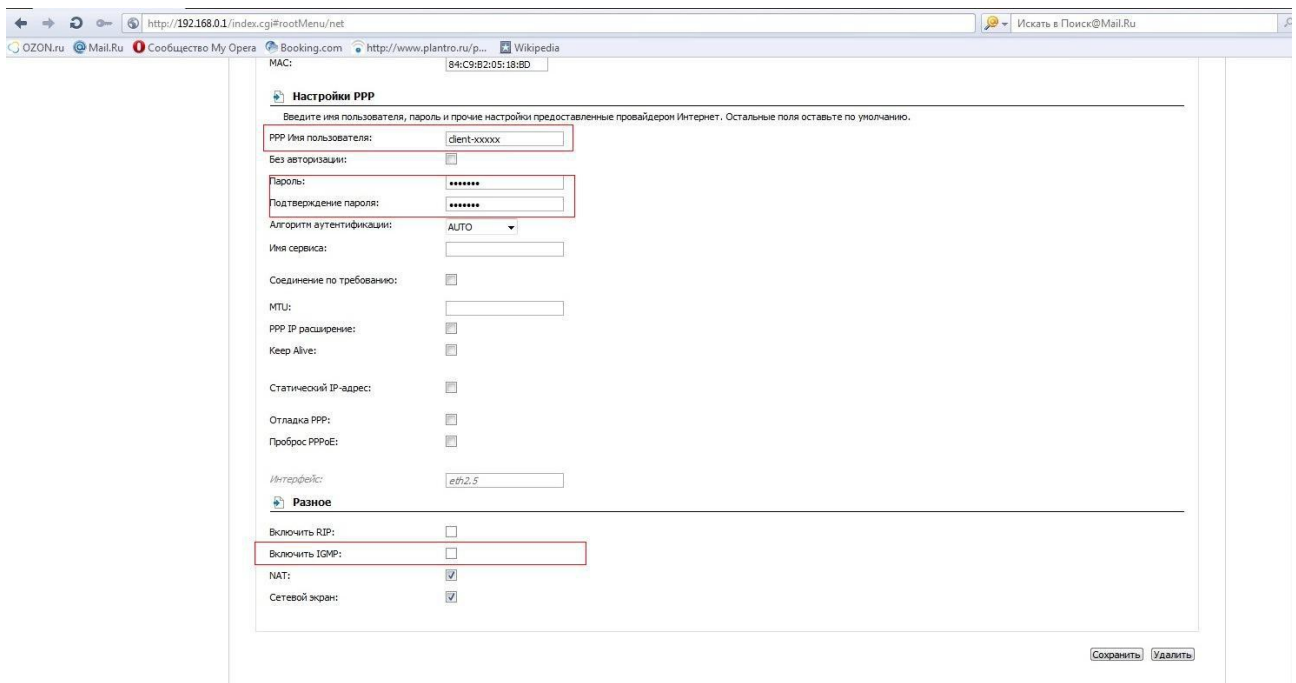 http://192.168.0.1/index.cgi#rootMenu/net Искать в Поиск@Mail.Ru
OZON.ru Mail.Ru Сообщество My Opera Booking.com http://www.plantro.ru/p... Wikipedia
MAC: 84:C9:B2:05:18:BD
Настройки PPP
Введите имя пользователя, пароль и прочие настройки предоставленные провайдером Интернет. Остальные поля оставьте по умолчанию.
PPP Имя пользователя: client-xxxxx
Без авторизации:
Пароль: •••••••
Подтверждение пароля: •••••••
Алгоритм аутентификации: AUTO
Имя сервиса:
Соединение по требованию:
MTU:
PPP IP расширение:
Keep Alive:
Статический IP-адрес:
Отладка PPP:
Проброс PPPoE:
Интерфейс: eth2.5
Разное
Включить RIP:
Включить IGMP:
NAT:
Сетевой экран:
Сохранить Удалить